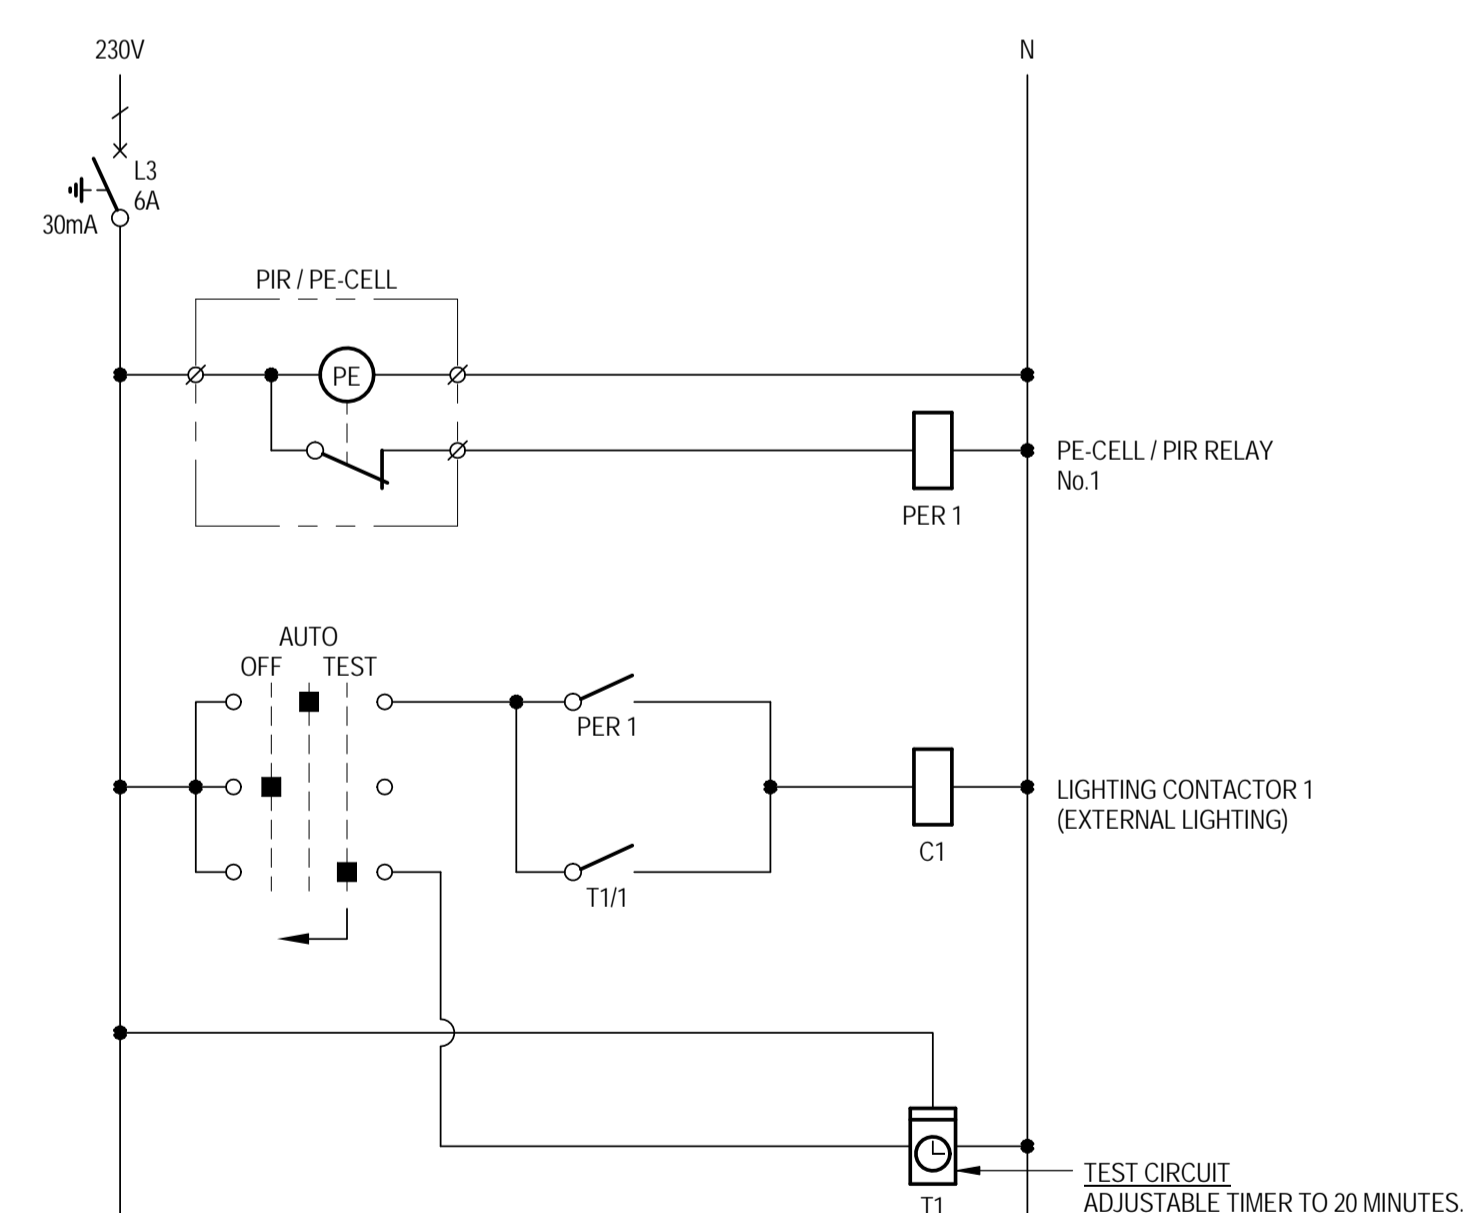 230V
N
L3
6A
30mA
PIR / PE-CELL
PE
PE-CELL / PIR RELAY
No.1
PER 1
AUTO
OFF TEST
PER 1
LIGHTING CONTACTOR 1
(EXTERNAL LIGHTING)
C1
T1/1
TEST CIRCUIT
ADJUSTABLE TIMER TO 20 MINUTES.
T1